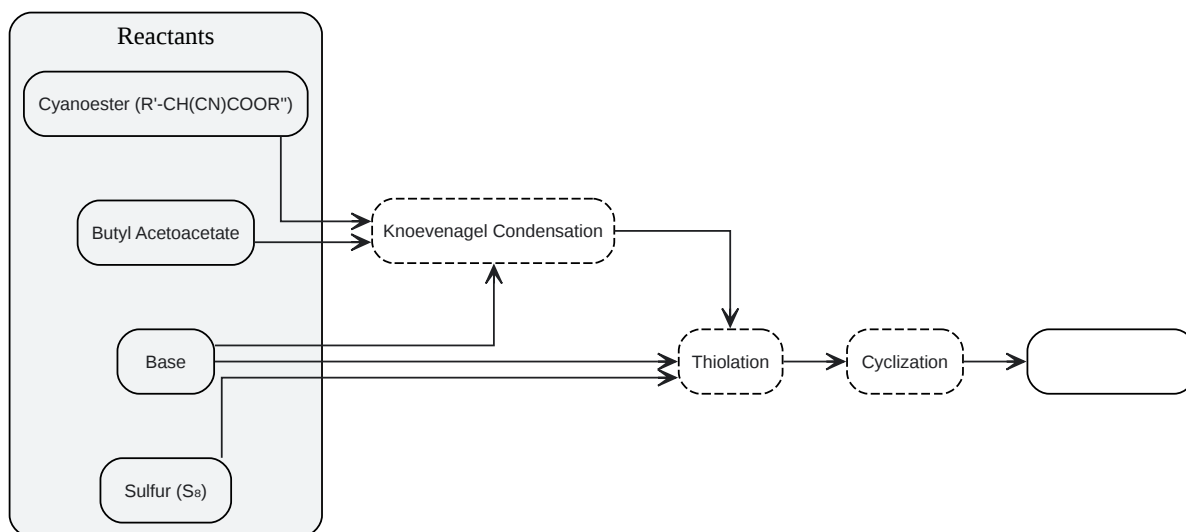 Reactants
Cyanoester (R'-CH(CN)COOR")
Butyl Acetoacetate
Knoevenagel Condensation
Base
Thiolation
Cyclization
Sulfur (S₈)